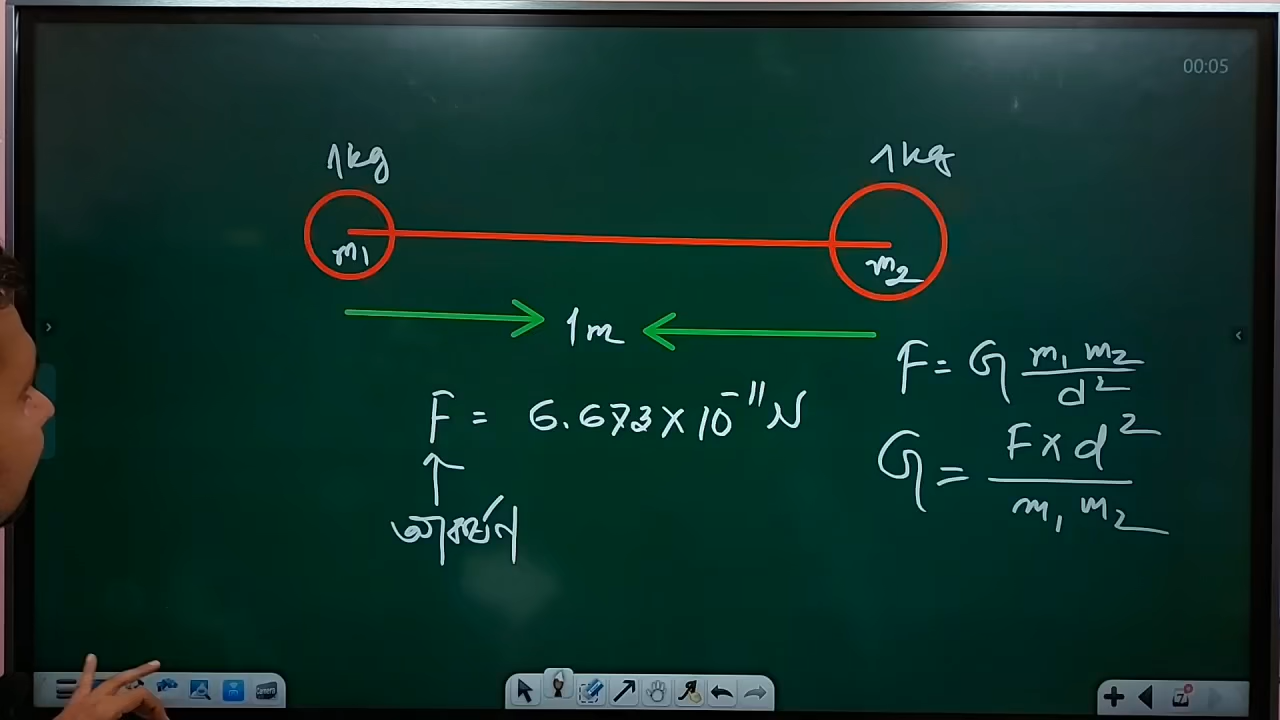 00:05
1kg 1kg
m₁ m₂
1m
F = G m₁ m₂ / d²
F = 6.673 × 10⁻¹¹ N
G = F × d² / m₁ m₂
আকর্ষণ
Camera